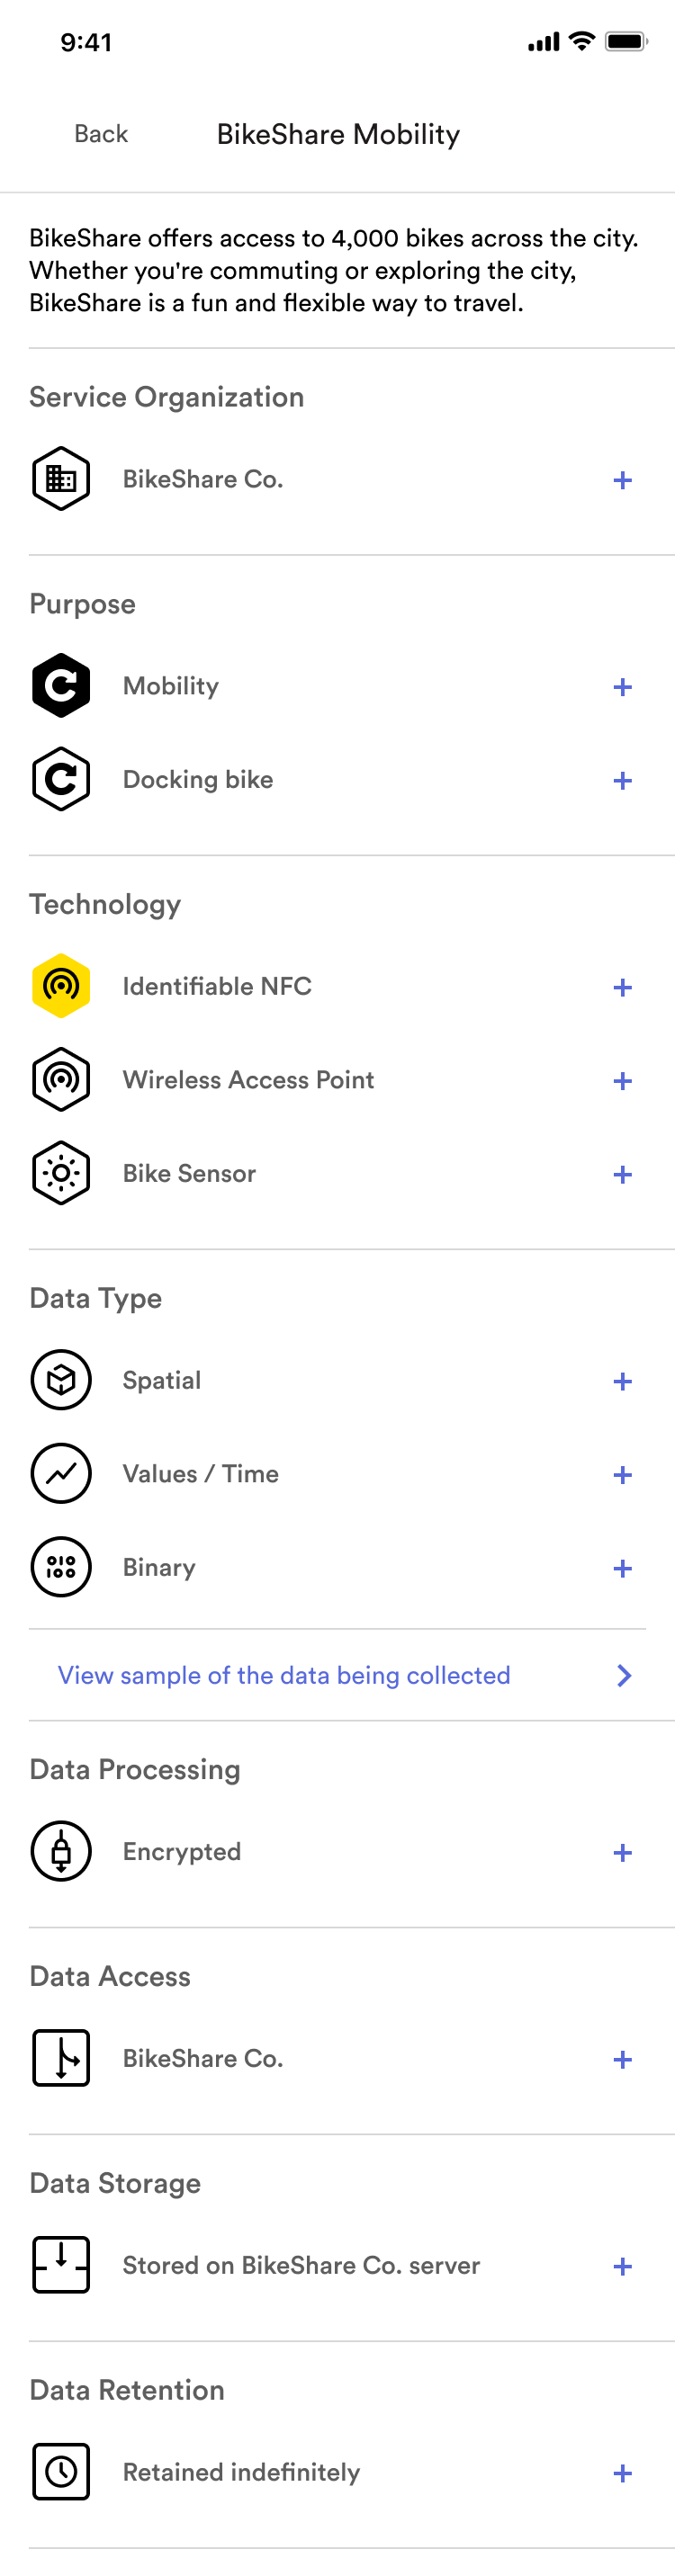 9:41
Back
BikeShare Mobility
BikeShare offers access to 4,000 bikes across the city.
Whether you're commuting or exploring the city,
BikeShare is a fun and flexible way to travel.
Service Organization
BikeShare Co.
Purpose
Mobility
Docking bike
Technology
Identifiable NFC
Wireless Access Point
Bike Sensor
Data Type
Spatial
Values / Time
Binary
View sample of the data being collected
Data Processing
Encrypted
Data Access
BikeShare Co.
Data Storage
Stored on BikeShare Co. server
Data Retention
Retained indefinitely